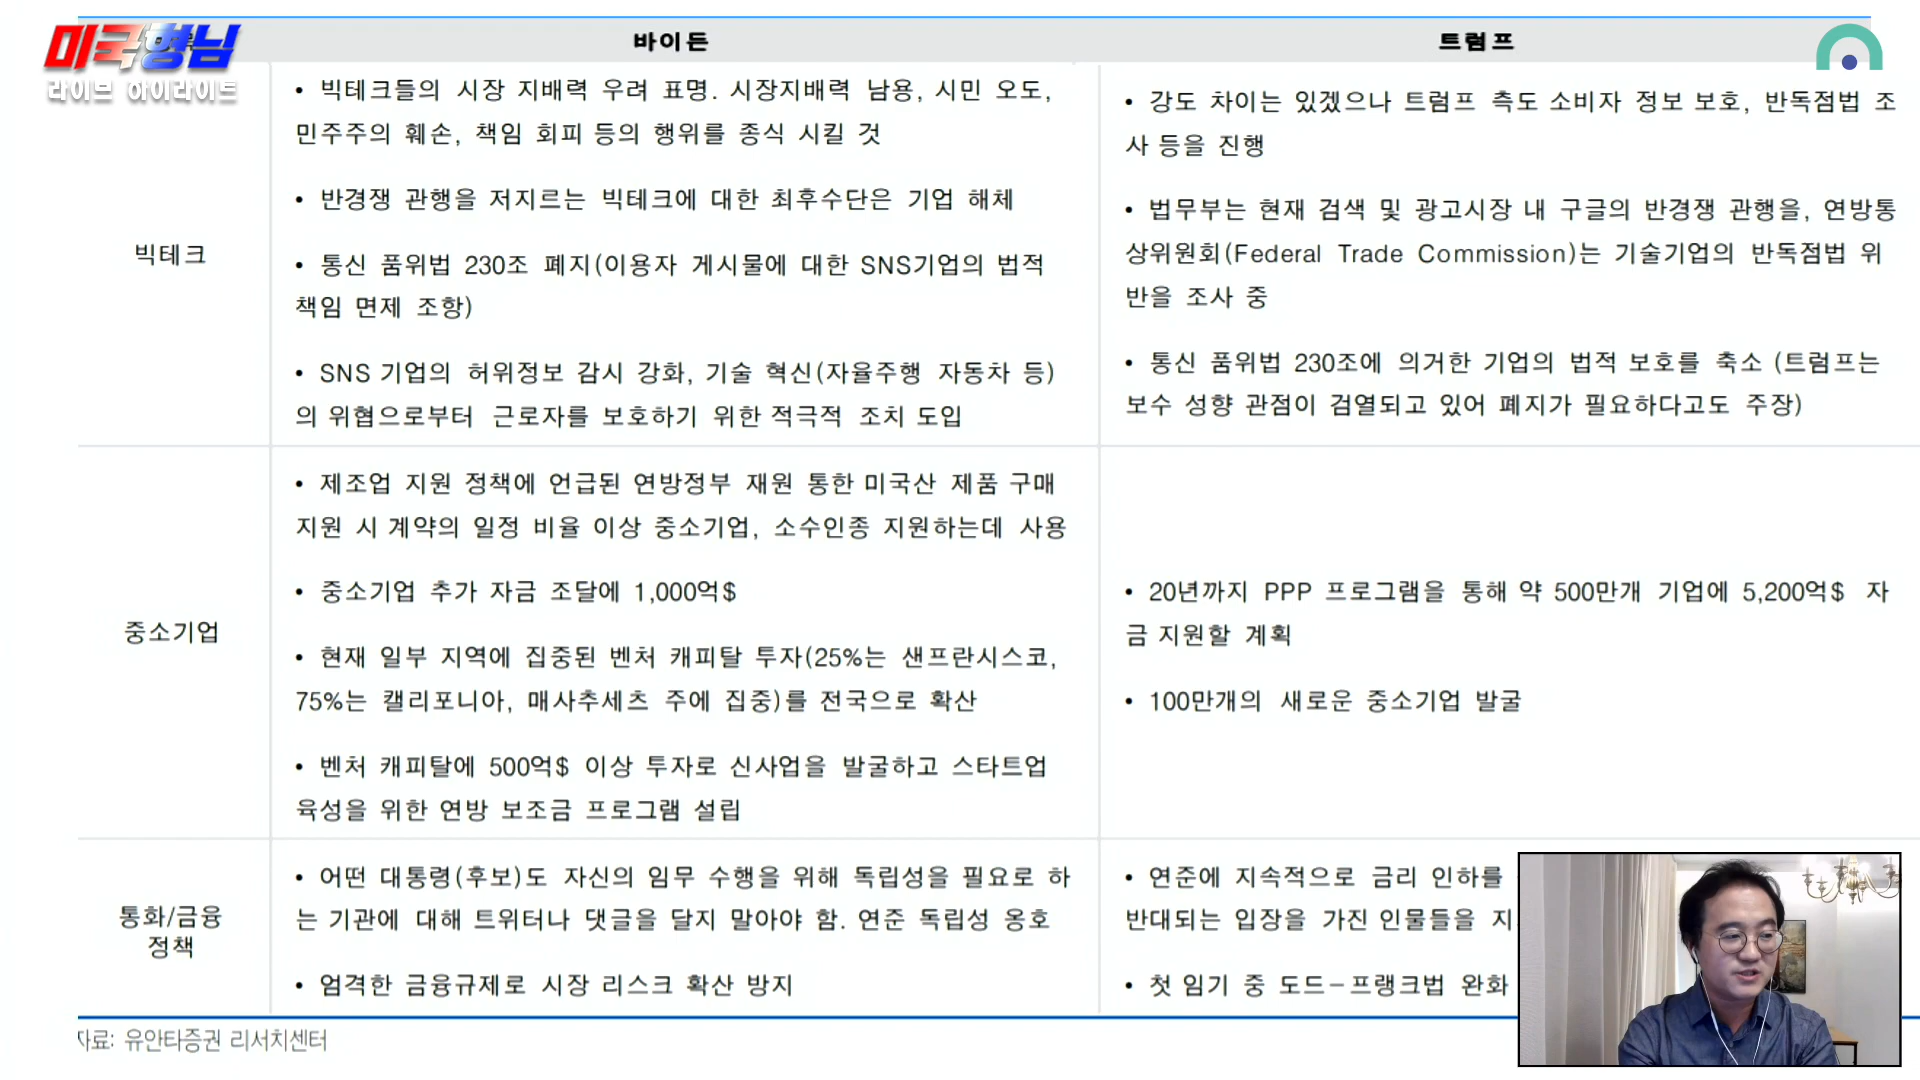 미국형님
라이브 하이라이트
바이든
트럼프
빅테크
• 빅테크들의 시장 지배력 우려 표명. 시장지배력 남용, 시민 오도,
민주주의 훼손, 책임 회피 등의 행위를 종식 시킬 것
• 반경쟁 관행을 저지르는 빅테크에 대한 최후수단은 기업 해체
• 통신 품위법 230조 폐지(이용자 게시물에 대한 SNS기업의 법적
책임 면제 조항)
• SNS 기업의 허위정보 감시 강화, 기술 혁신(자율주행 자동차 등)
의 위협으로부터 근로자를 보호하기 위한 적극적 조치 도입
• 강도 차이는 있겠으나 트럼프 측도 소비자 정보 보호, 반독점법 조
사 등을 진행
• 법무부는 현재 검색 및 광고시장 내 구글의 반경쟁 관행을, 연방통
상위원회(Federal Trade Commission)는 기술기업의 반독점법 위
반을 조사 중
• 통신 품위법 230조에 의거한 기업의 법적 보호를 축소 (트럼프는
보수 성향 관점이 검열되고 있어 폐지가 필요하다고도 주장)
중소기업
• 제조업 지원 정책에 언급된 연방정부 재원 통한 미국산 제품 구매
지원 시 계약의 일정 비율 이상 중소기업, 소수인종 지원하는데 사용
• 중소기업 추가 자금 조달에 1,000억$
• 현재 일부 지역에 집중된 벤처 캐피탈 투자(25%는 샌프란시스코,
75%는 캘리포니아, 매사추세츠 주에 집중)를 전국으로 확산
• 벤처 캐피탈에 500억$ 이상 투자로 신사업을 발굴하고 스타트업
육성을 위한 연방 보조금 프로그램 설립
• 20년까지 PPP 프로그램을 통해 약 500만개 기업에 5,200억$ 자
금 지원할 계획
• 100만개의 새로운 중소기업 발굴
통화/금융
정책
• 어떤 대통령(후보)도 자신의 임무 수행을 위해 독립성을 필요로 하
는 기관에 대해 트위터나 댓글을 달지 말아야 함. 연준 독립성 옹호
• 엄격한 금융규제로 시장 리스크 확산 방지
• 연준에 지속적으로 금리 인하를
반대되는 입장을 가진 인물들을 지
• 첫 임기 중 도드-프랭크법 완화
자료: 유안타증권 리서치센터